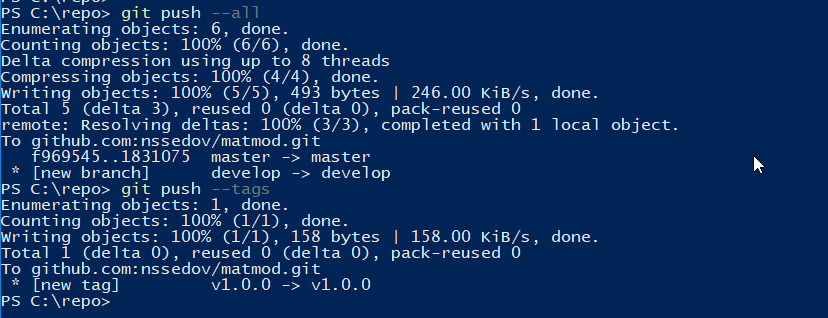 PS C:\repo> git push --all
Enumerating objects: 6, done.
Counting objects: 100% (6/6), done.
Delta compression using up to 8 threads
Compressing objects: 100% (4/4), done.
Writing objects: 100% (5/5), 493 bytes | 246.00 KiB/s, done.
Total 5 (delta 3), reused 0 (delta 0), pack-reused 0
remote: Resolving deltas: 100% (3/3), completed with 1 local object.
To github.com:nssedov/matmod.git
   f969545..1831075  master -> master
 * [new branch]      develop -> develop
PS C:\repo> git push --tags
Enumerating objects: 1, done.
Counting objects: 100% (1/1), done.
Writing objects: 100% (1/1), 158 bytes | 158.00 KiB/s, done.
Total 1 (delta 0), reused 0 (delta 0), pack-reused 0
To github.com:nssedov/matmod.git
 * [new tag]         v1.0.0 -> v1.0.0
PS C:\repo>